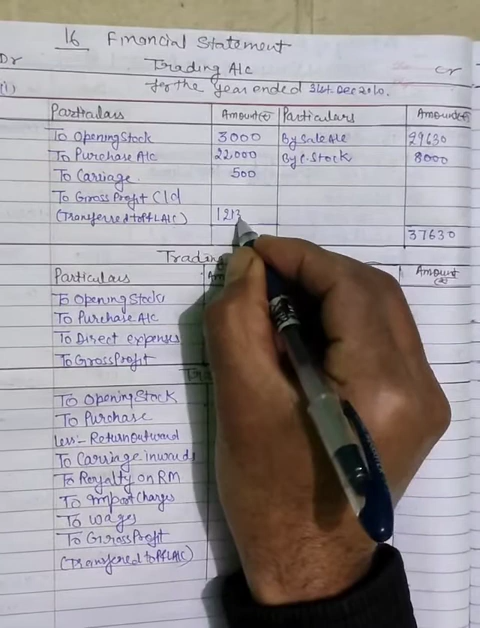 16 Financial Statement
Dr Trading A/c Cr
(i) for the year ended 31st Dec 2010.
Particulars Amount(₹) Particulars Amount(₹)
To Opening Stock 3000 By Sale A/c 29630
To Purchase A/c 22,000 By C. Stock 8000
To Carriage 500
To Gross Profit C/d
(Transferred to P&L A/C) 1213
37630
Trading
Particulars Amount
To Opening Stock
To Purchase A/c
To Direct expenses
To Gross Profit
To Opening Stock
To Purchase
less - Return Outward
To Carriage inwards
To Royalty on RM
To Import Charges
To Wages
To Gross Profit
(Transferred to P&L A/C)